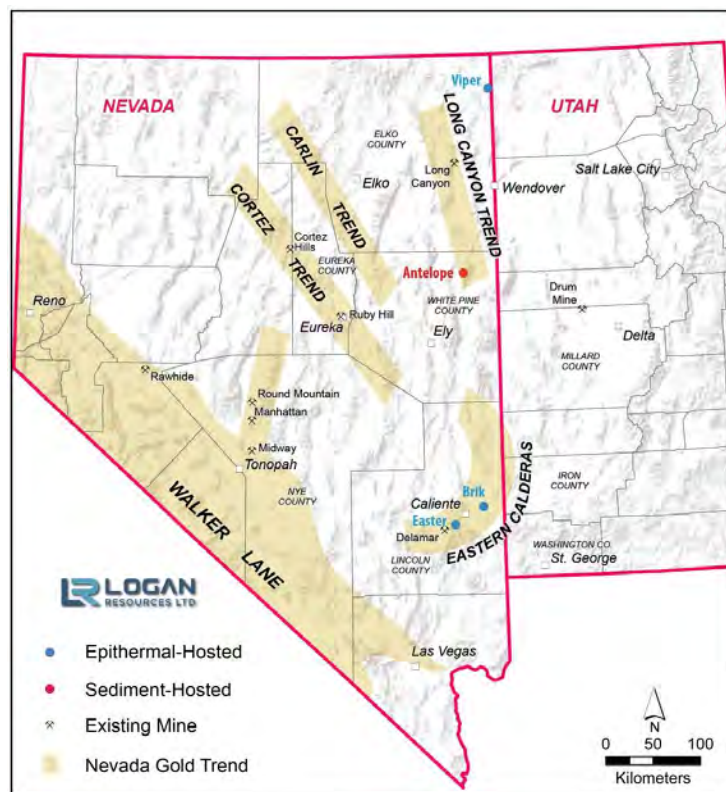 Viper
NEVADA
UTAH
LONG CANYON TREND
ELKO
COUNTY
CARLIN
TREND
Long
Canyon
Salt Lake City
Elko
Wendover
CORTEZ
TREND
Cortez
Hills
EUREKA
COUNTY
Antelope
Reno
WHITE PINE
COUNTY
Drum
Mine
Ruby Hill
Eureka
Ely
Delta
MILLARD
COUNTY
Rawhide
Round Mountain
Manhattan
Midway
Tonopah
NYE
COUNTY
IRON
COUNTY
Brik
Caliente
Easter
Delamar
EASTERN CALDERAS
WALKER
LANE
LINCOLN
COUNTY
WASHINGTON CO.
St. George
LR LOGAN
RESOURCES LTD
Las Vegas
Epithermal-Hosted
Sediment-Hosted
Existing Mine
Nevada Gold Trend
N
0 50 100
Kilometers